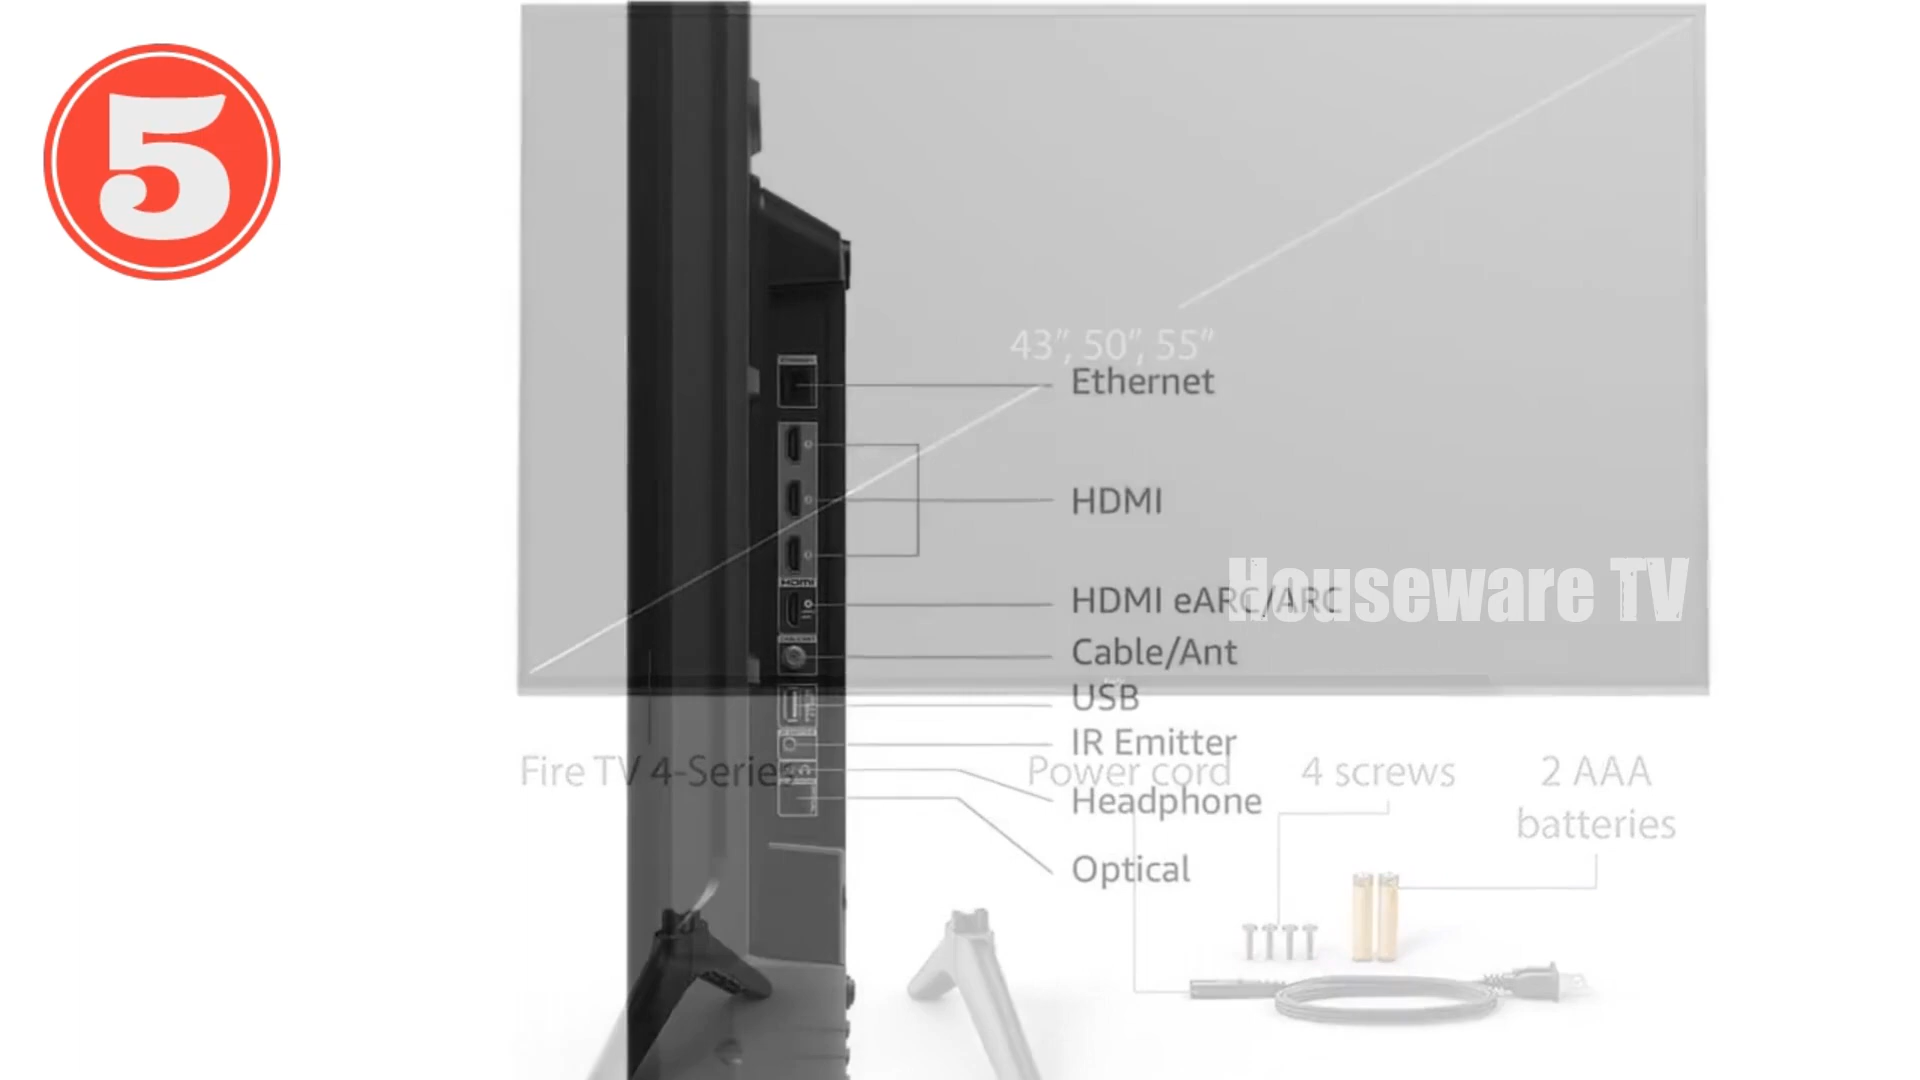 5
43”, 50”, 55”
Ethernet
HDMI
Houseware TV
HDMI eARC/ARC
Cable/Ant
USB
IR Emitter
Fire TV 4-Series
Power cord
4 screws
2 AAA
batteries
Headphone
Optical
HDMI